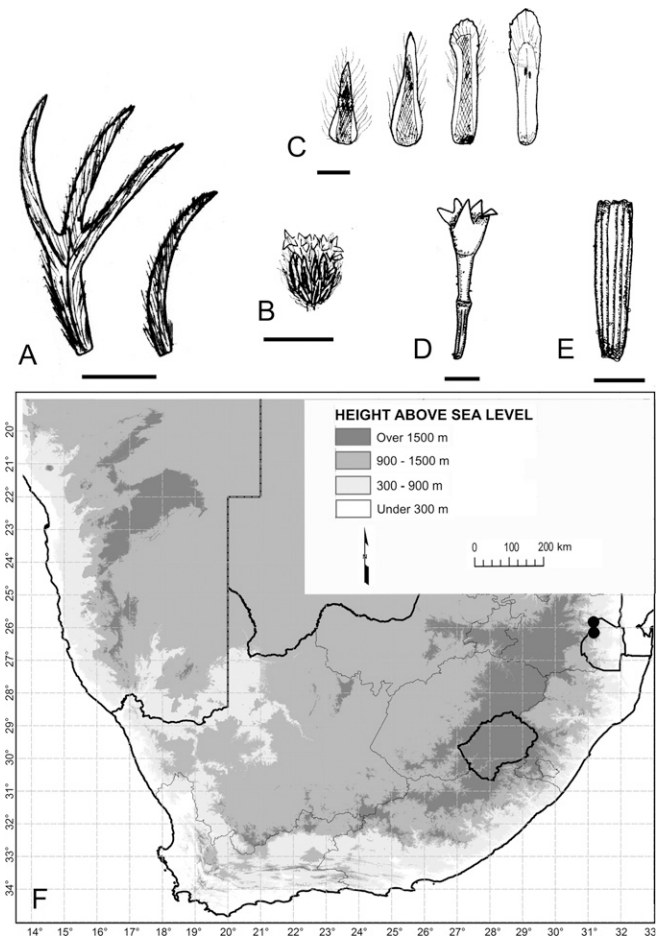 C
A
B
D
E
HEIGHT ABOVE SEA LEVEL
Over 1500 m
900 - 1500 m
300 - 900 m
Under 300 m
0 100 200 km
20°
21°
22°
23°
24°
25°
26°
27°
28°
29°
30°
31°
32°
33°
34°
F
14° 15° 16° 17° 18° 19° 20° 21° 22° 23° 24° 25° 26° 27° 28° 29° 30° 31° 32° 33